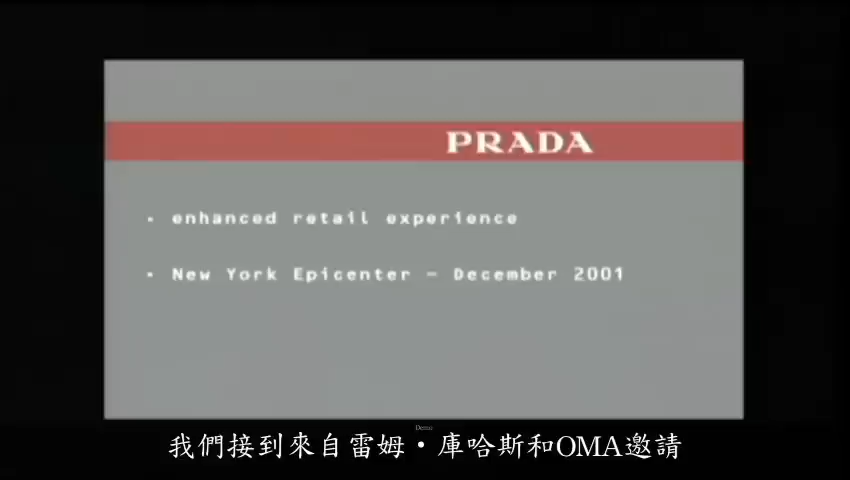 PRADA
• enhanced retail experience
• New York Epicenter – December 2001
Demo
我們接到來自雷姆·庫哈斯和OMA邀請